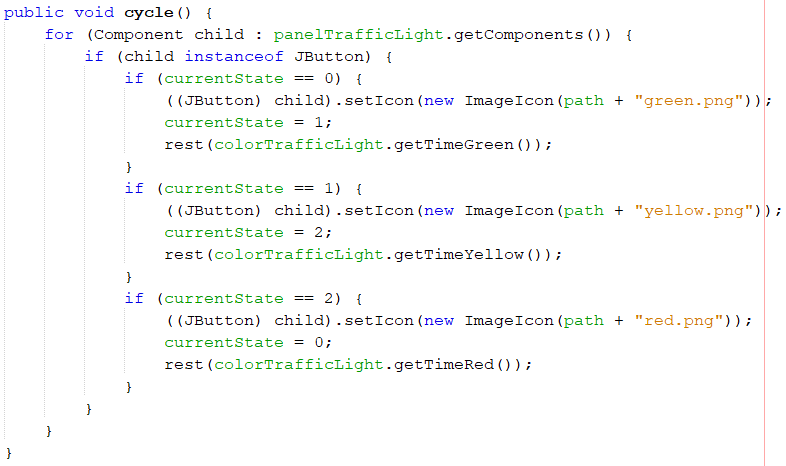 public void cycle() {
for (Component child : panelTrafficLight.getComponents()) {
if (child instanceof JButton) {
if (currentState == 0) {
((JButton) child).setIcon(new ImageIcon(path + "green.png"));
currentState = 1;
rest(colorTrafficLight.getTimeGreen());
}
if (currentState == 1) {
((JButton) child).setIcon(new ImageIcon(path + "yellow.png"));
currentState = 2;
rest(colorTrafficLight.getTimeYellow());
}
if (currentState == 2) {
((JButton) child).setIcon(new ImageIcon(path + "red.png"));
currentState = 0;
rest(colorTrafficLight.getTimeRed());
}
}
}
}